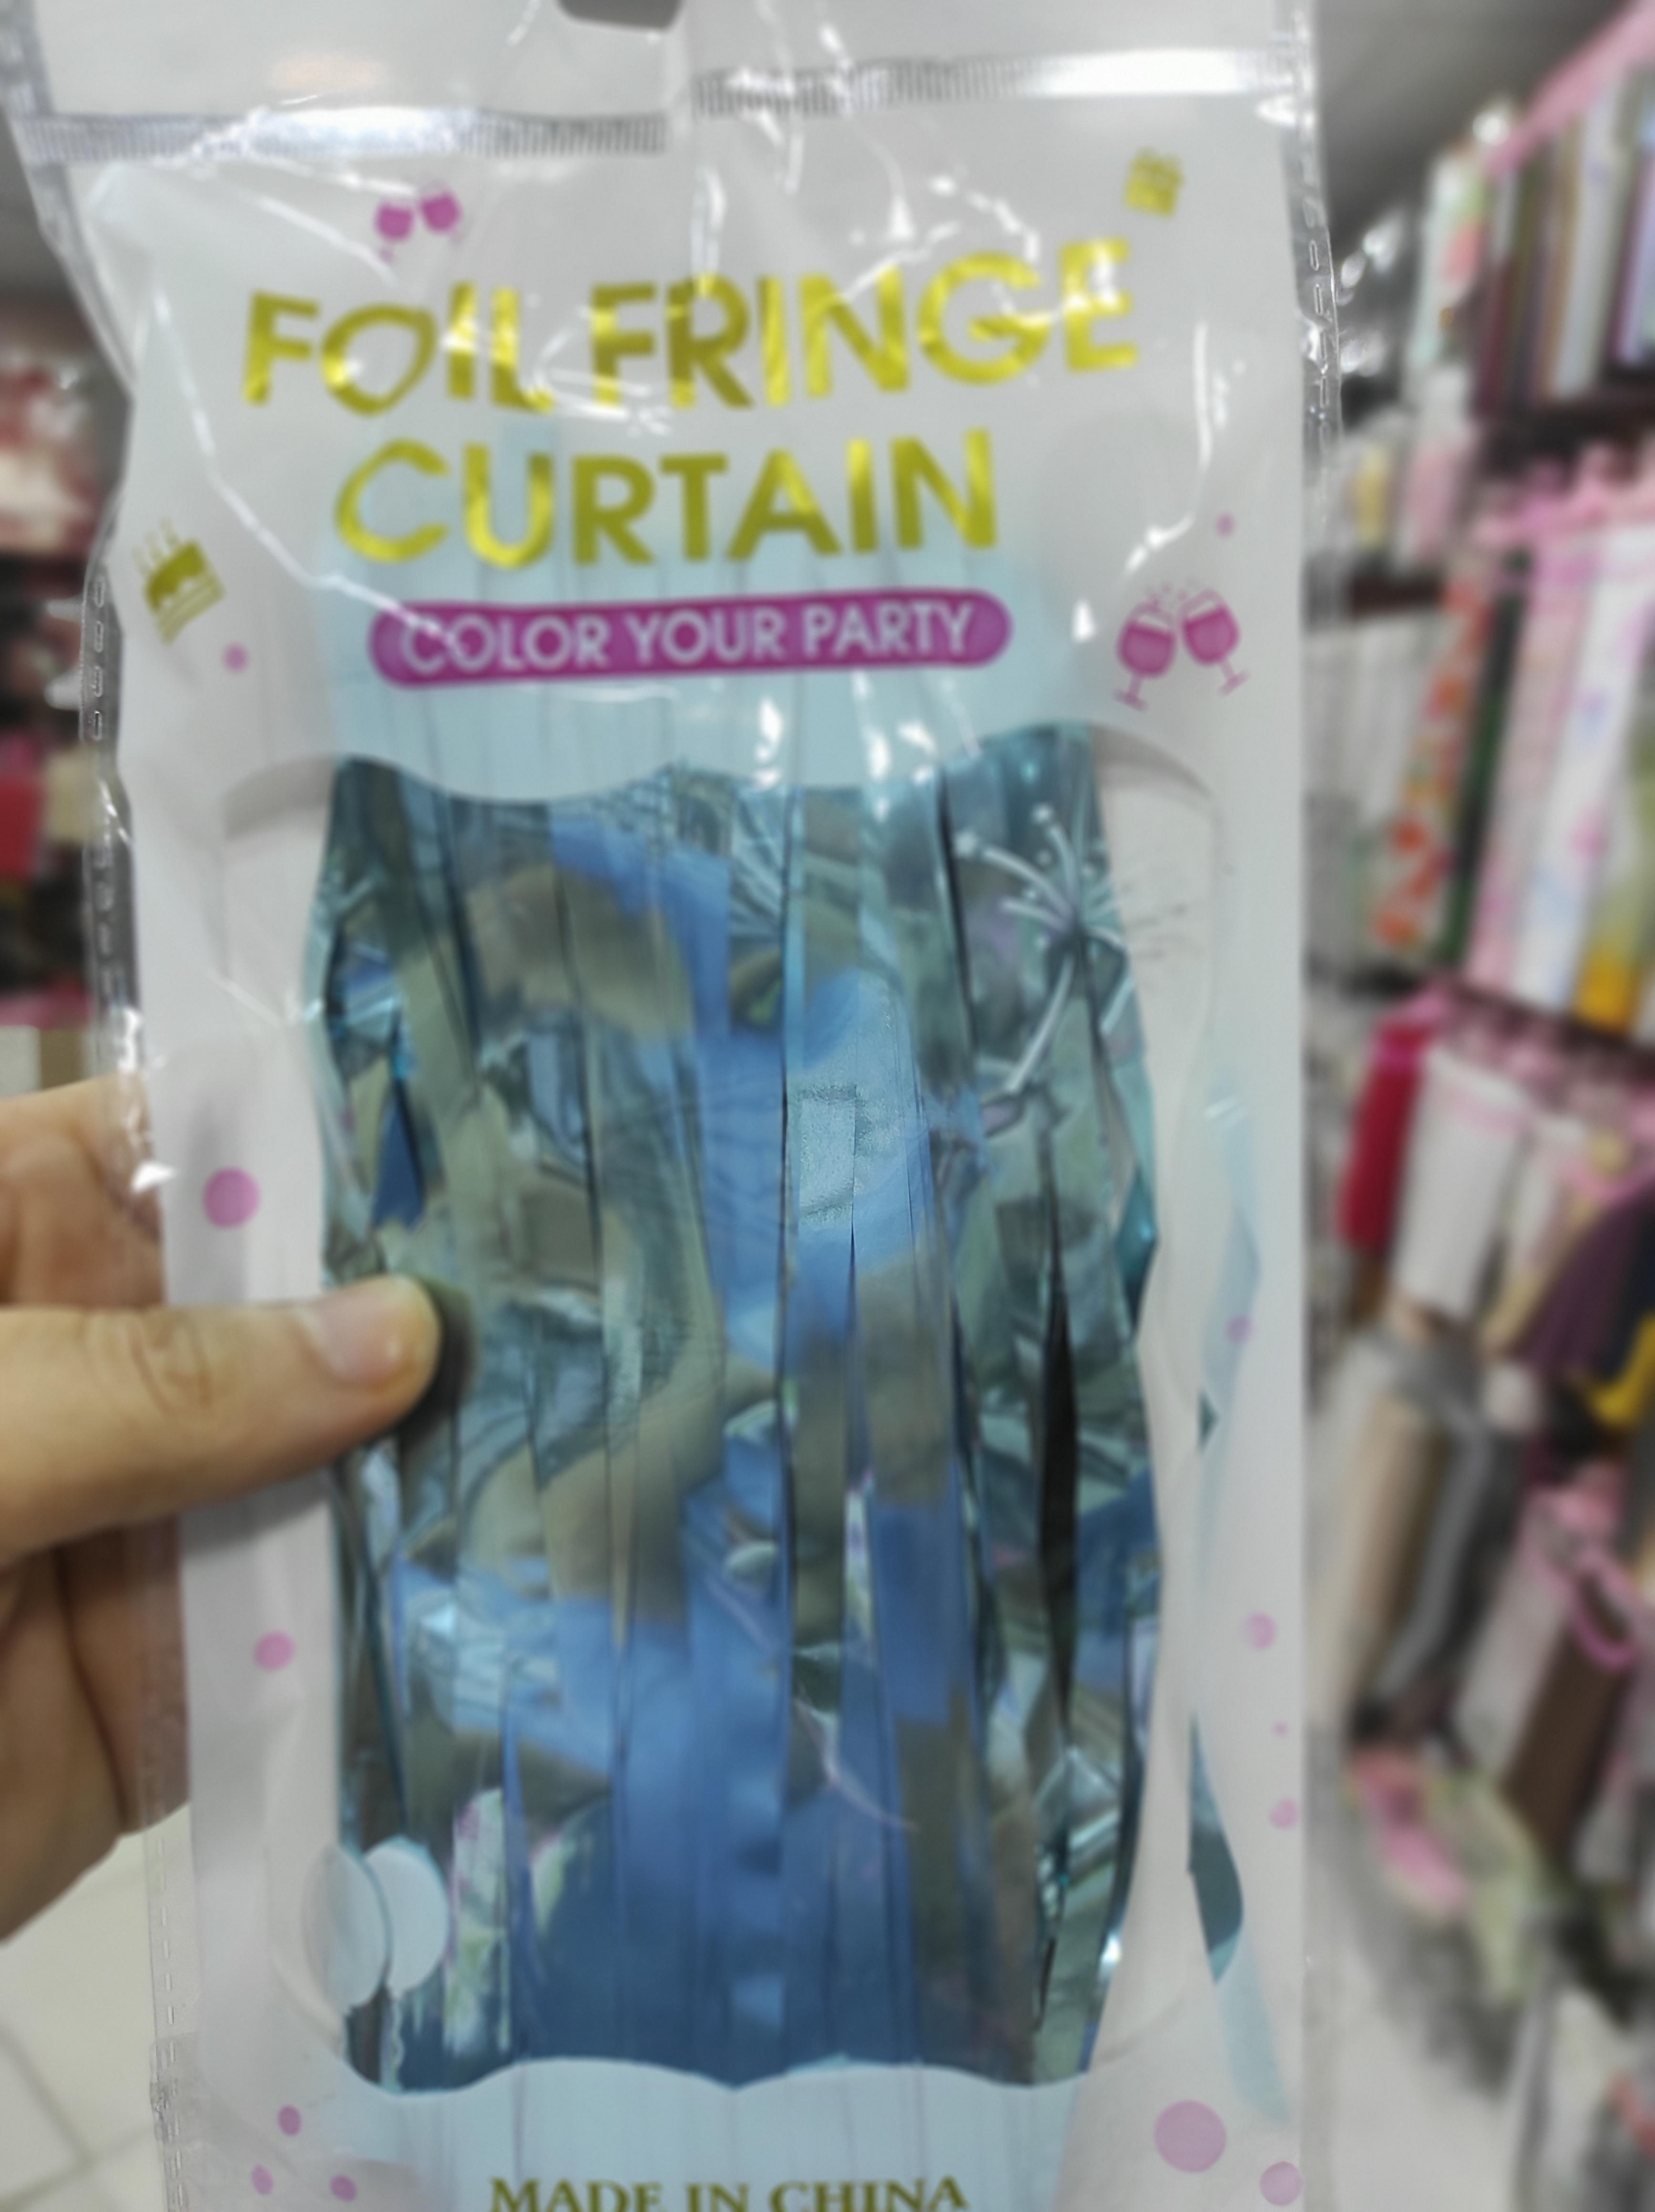 FOIL FRINGE
CURTAIN
COLOR YOUR PARTY
MADE IN CHINA